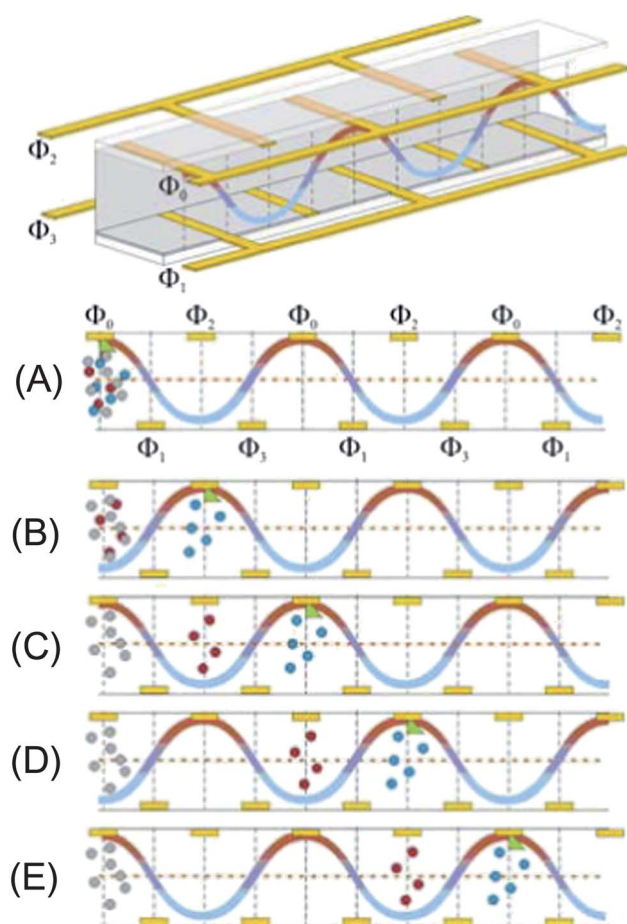 Φ₂
Φ₀
Φ₃
Φ₁
Φ₀ Φ₂ Φ₀ Φ₂ Φ₀ Φ₂
(A)
Φ₁ Φ₃ Φ₁ Φ₃ Φ₁
(B)
(C)
(D)
(E)